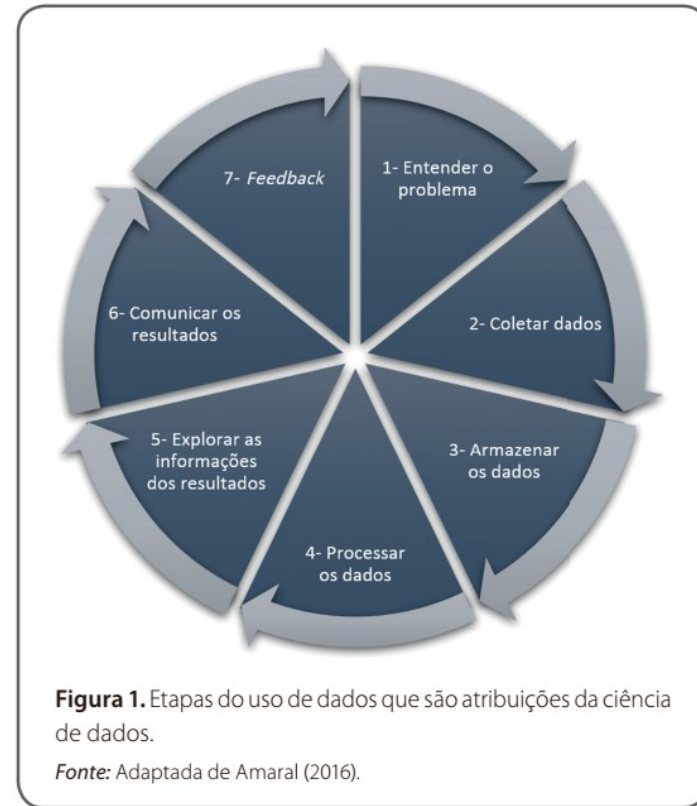 1- Entender o
problema
2- Coletar dados
3- Armazenar
os dados
4- Processar
os dados
5- Explorar as
informações
dos resultados
6- Comunicar os
resultados
7- Feedback
Figura 1. Etapas do uso de dados que são atribuições da ciência
de dados.
Fonte: Adaptada de Amaral (2016).